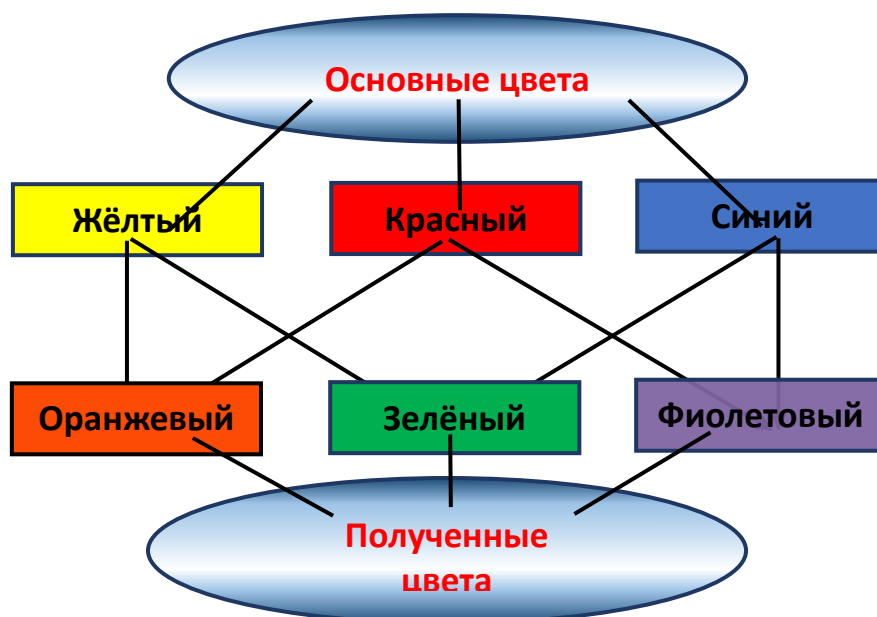 Основные цвета
Жёлтый
Красный
Синий
Оранжевый
Зелёный
Фиолетовый
Полученные
цвета